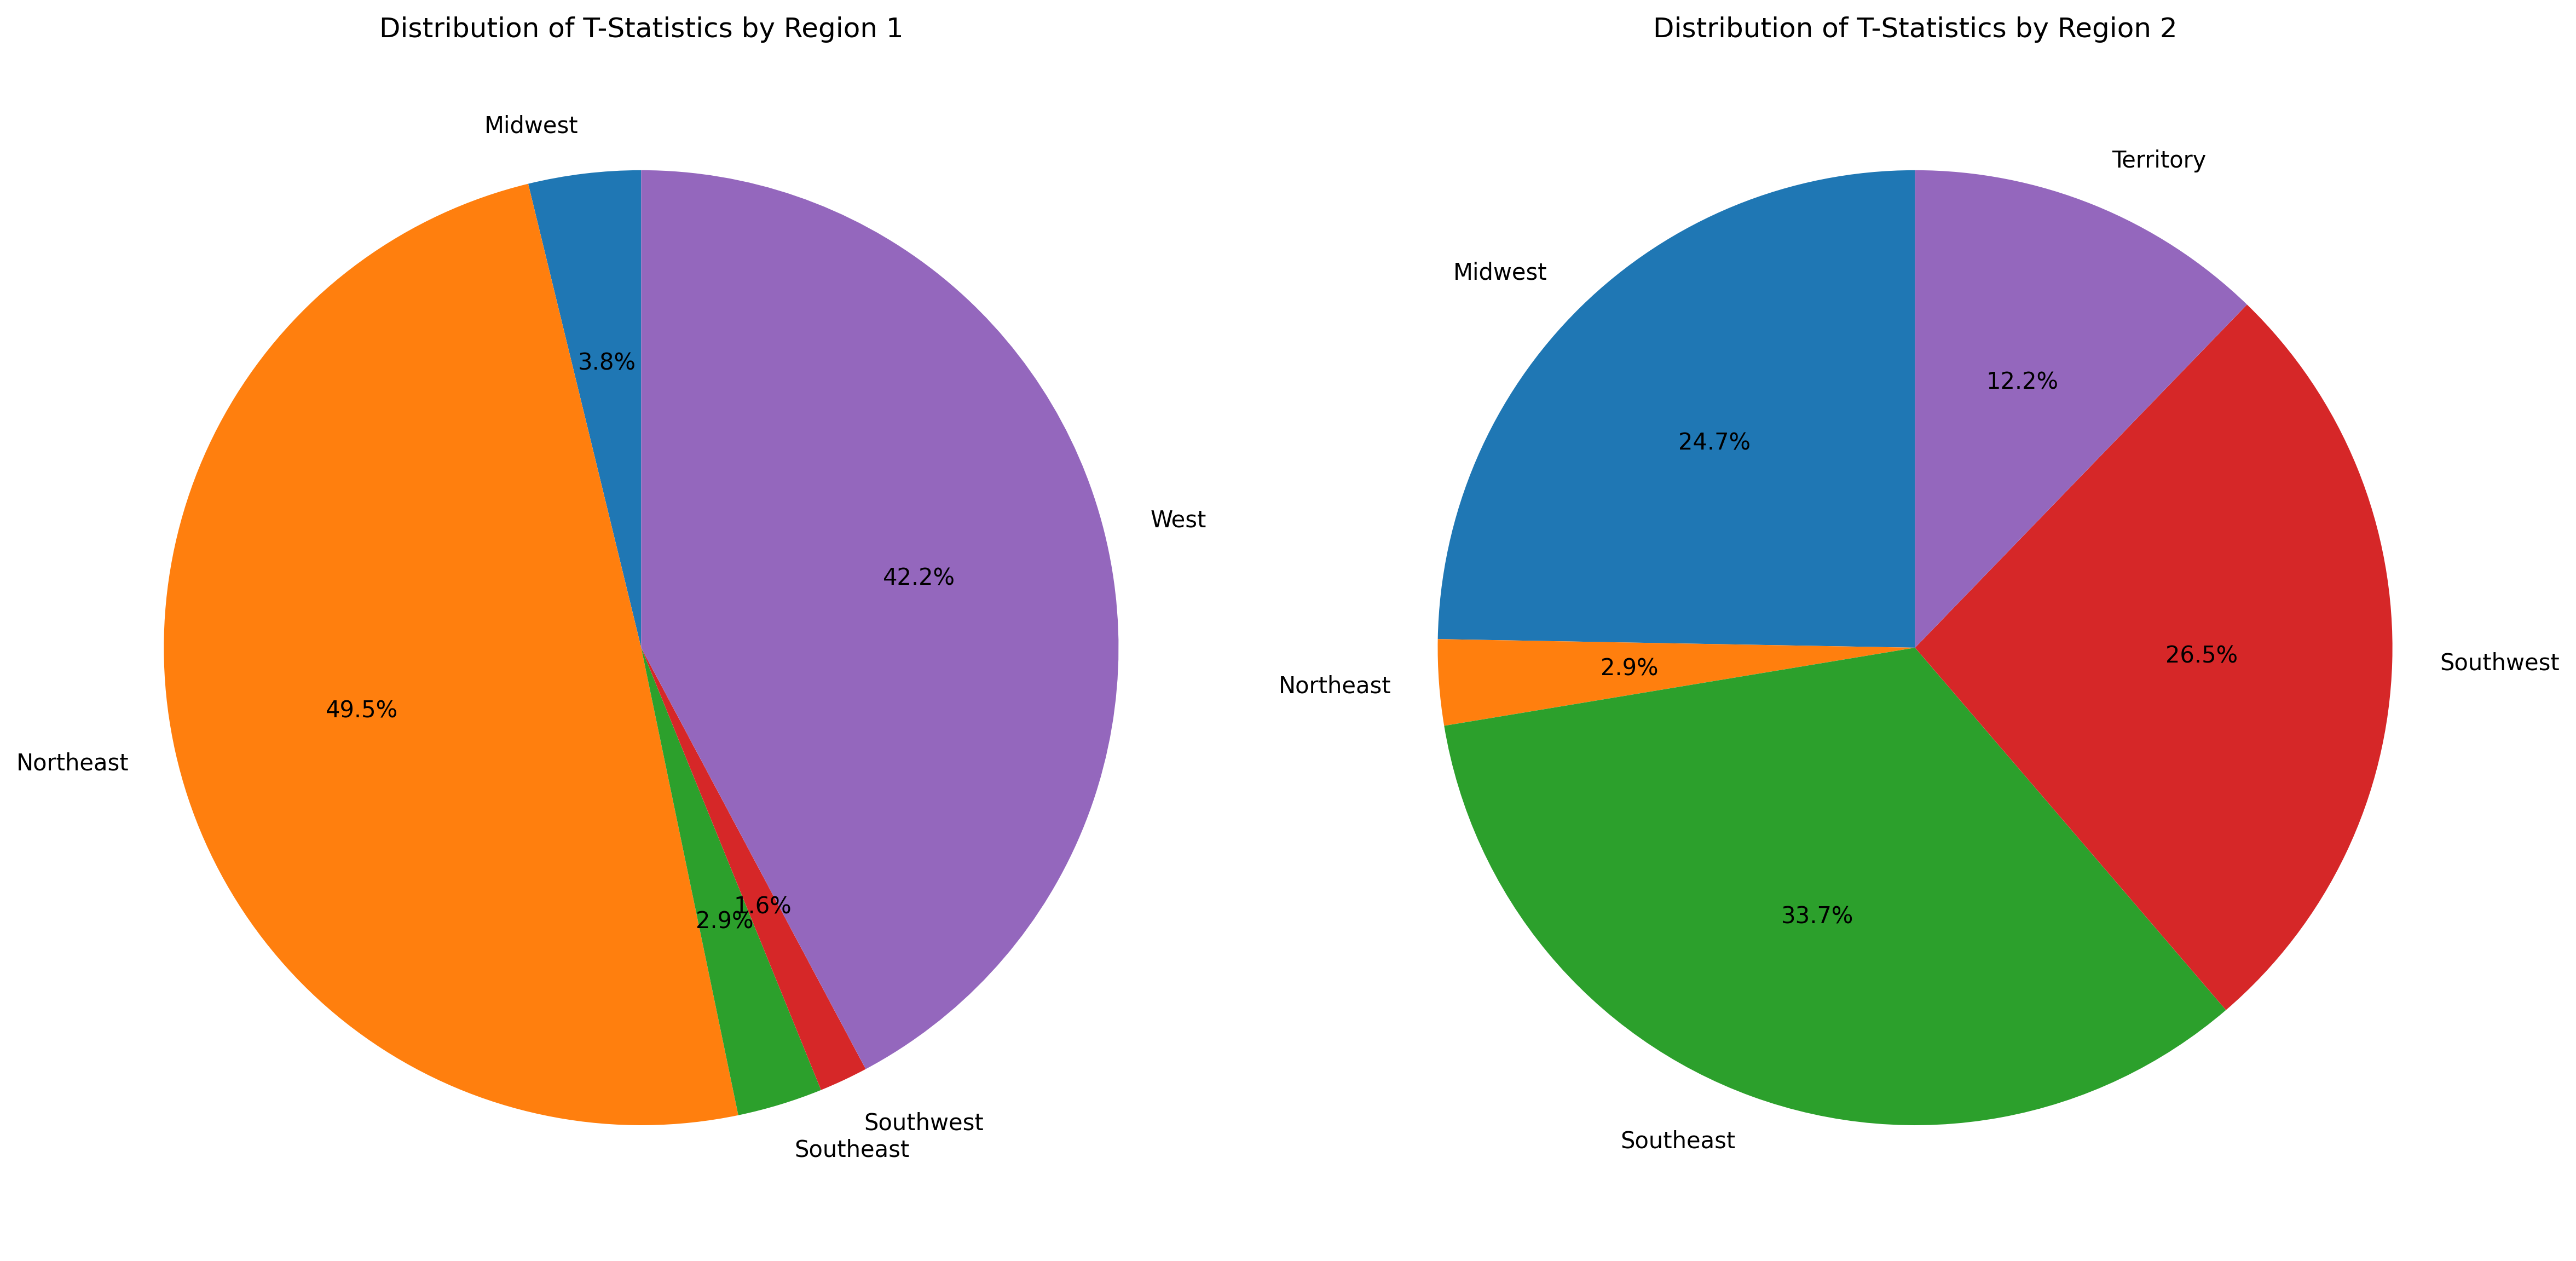 Distribution of T-Statistics by Region 1
Midwest
3.8%
West
42.2%
49.5%
Northeast
1.6%
2.9%
Southwest
Southeast
Distribution of T-Statistics by Region 2
Territory
Midwest
12.2%
24.7%
Southwest
26.5%
2.9%
Northeast
33.7%
Southeast